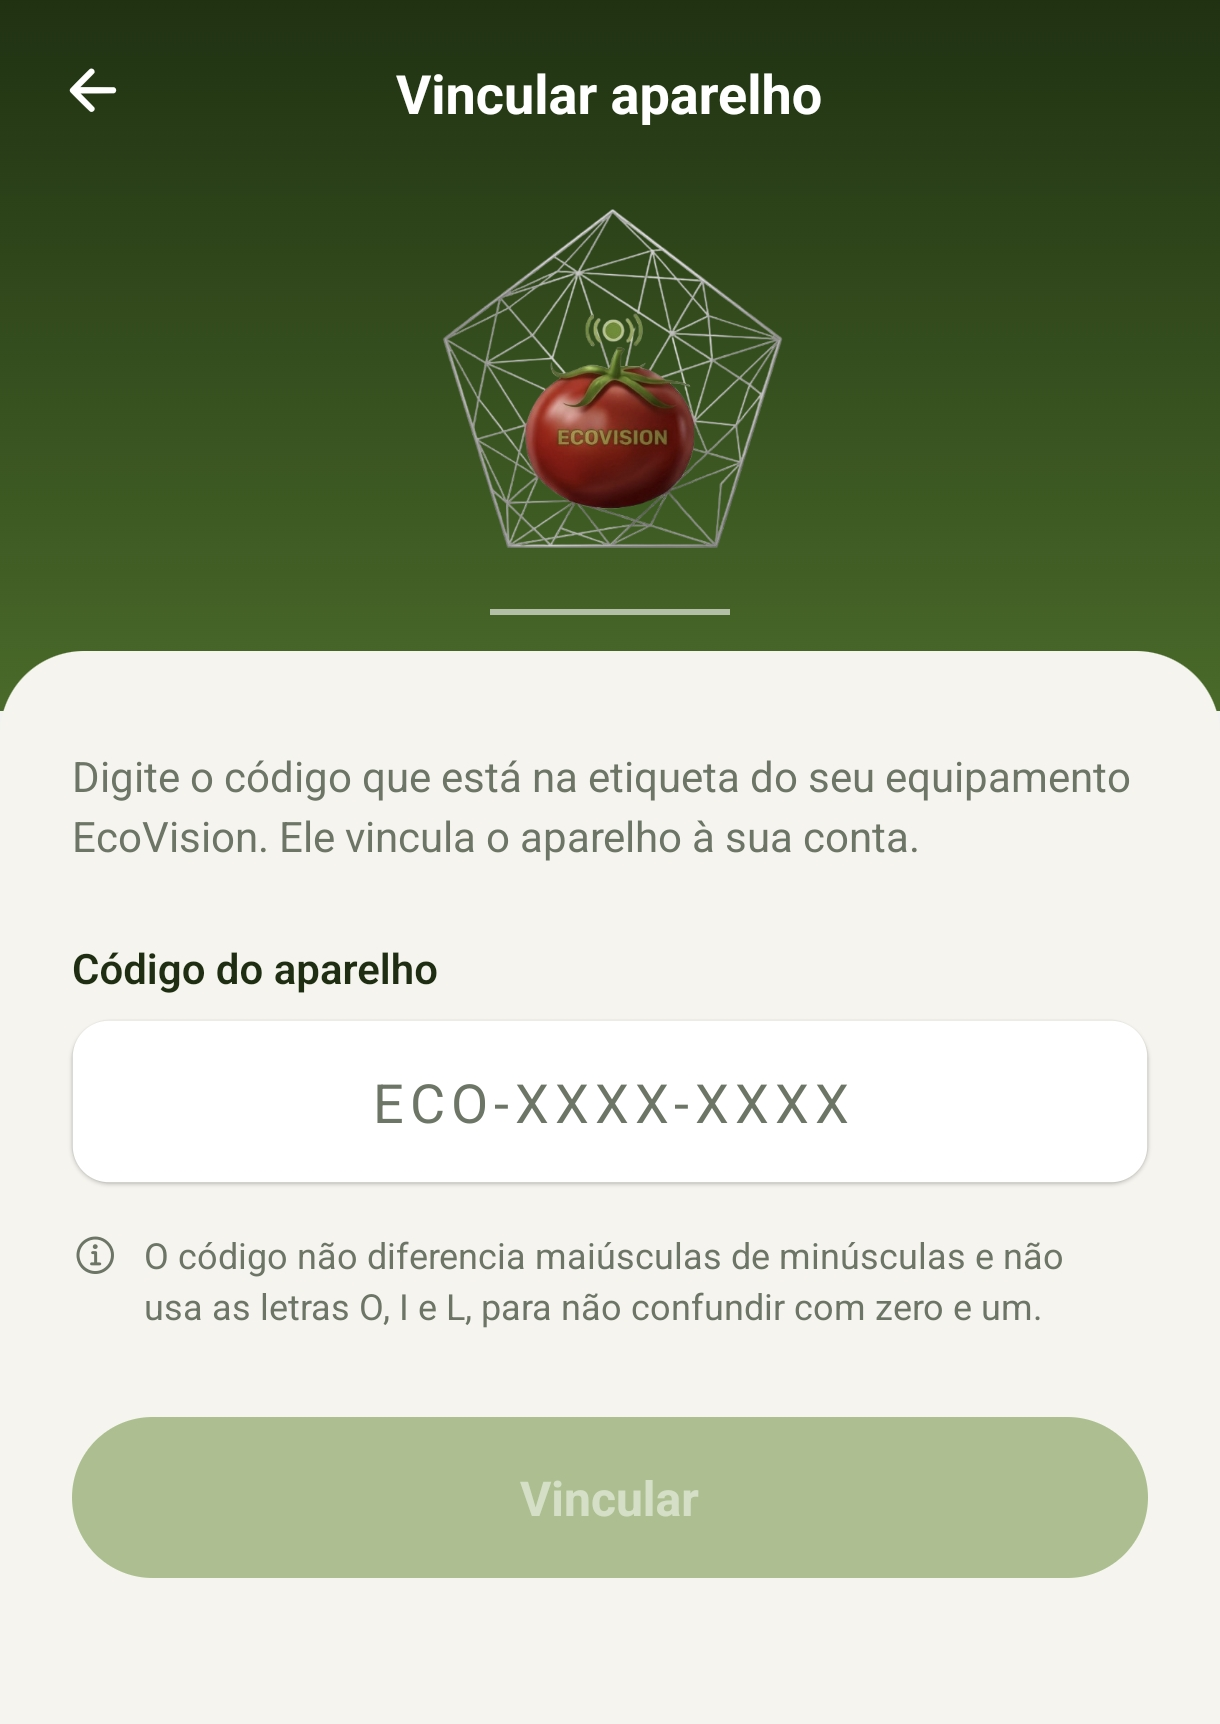 Vincular aparelho
ECOVISION
Digite o código que está na etiqueta do seu equipamento
EcoVision. Ele vincula o aparelho à sua conta.
Código do aparelho
ECO-XXXX-XXXX
O código não diferencia maiúsculas de minúsculas e não
usa as letras O, I e L, para não confundir com zero e um.
Vincular